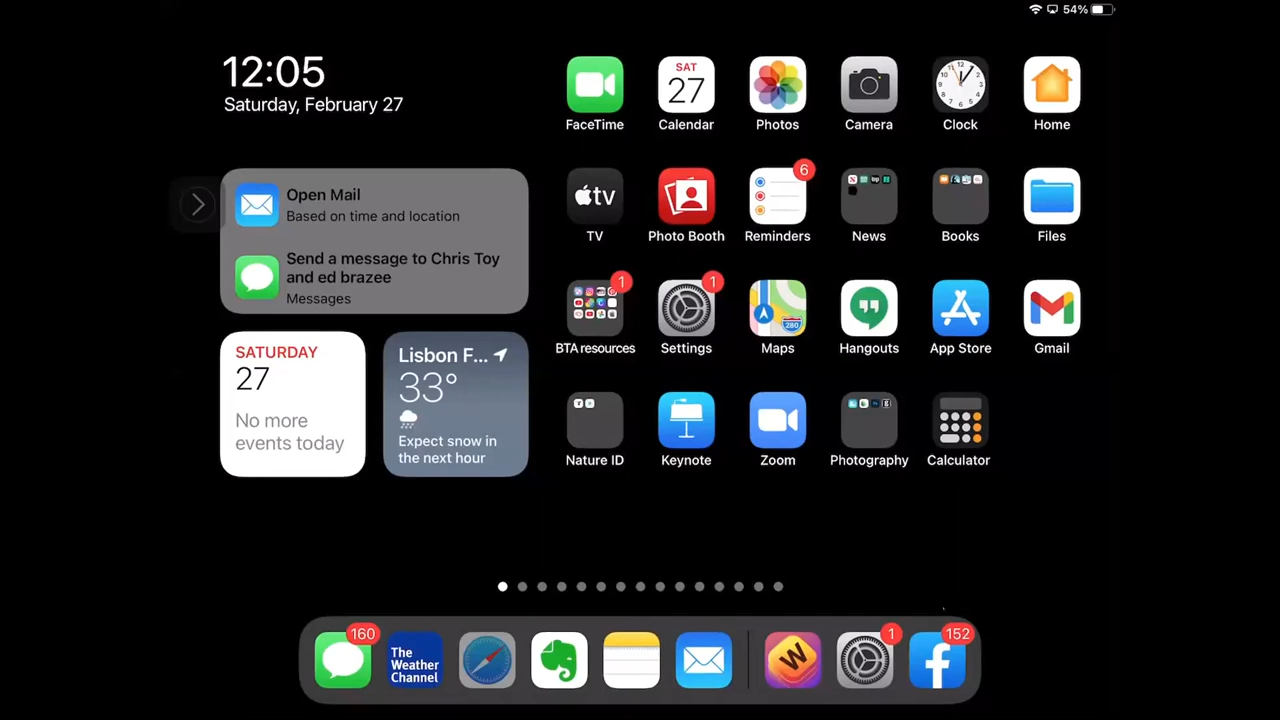 54%
12:05
Saturday, February 27
Open Mail
Based on time and location
Send a message to Chris Toy
and ed brazee
Messages
SATURDAY
27
No more
events today
Lisbon F...
33°
Expect snow in
the next hour
FaceTime
SAT
27
Calendar
Photos
Camera
12
Clock
Home
tv
TV
Photo Booth
6
Reminders
News
Books
Files
1
BTA resources
1
Settings
280
Maps
Hangouts
App Store
Gmail
Nature ID
Keynote
Zoom
Photography
Calculator
160
The
Weather
Channel
W
1
152